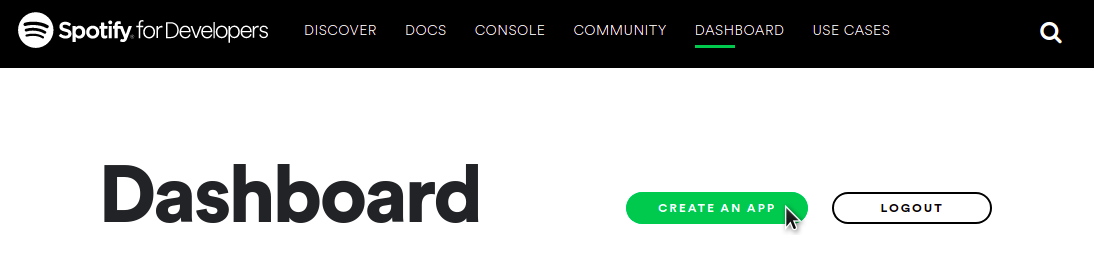 Spotify for Developers DISCOVER DOCS CONSOLE COMMUNITY DASHBOARD USE CASES
Dashboard
CREATE AN APP LOGOUT